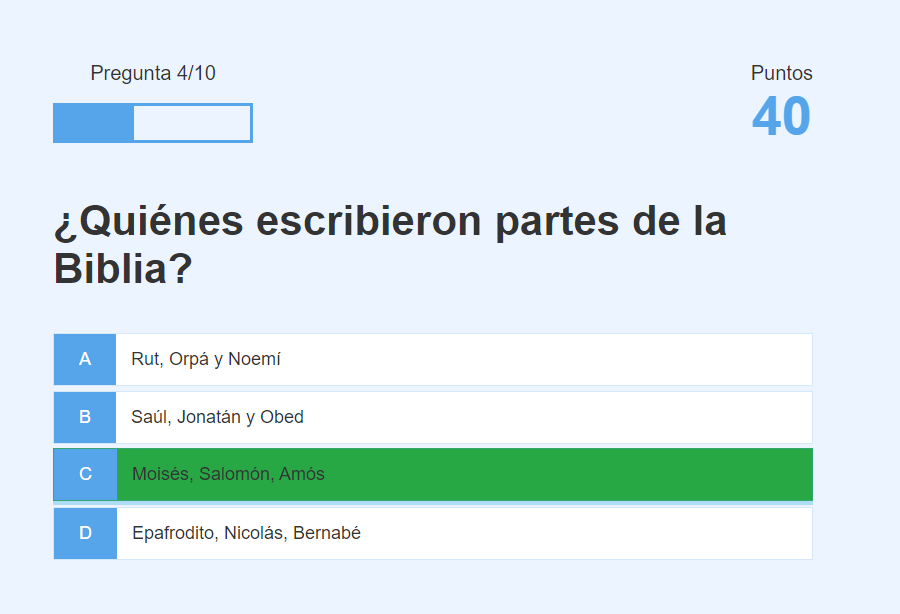 Pregunta 4/10
Puntos
40
¿Quiénes escribieron partes de la
Biblia?
A Rut, Orpá y Noemí
B Saúl, Jonatán y Obed
C Moisés, Salomón, Amós
D Epafrodito, Nicolás, Bernabé